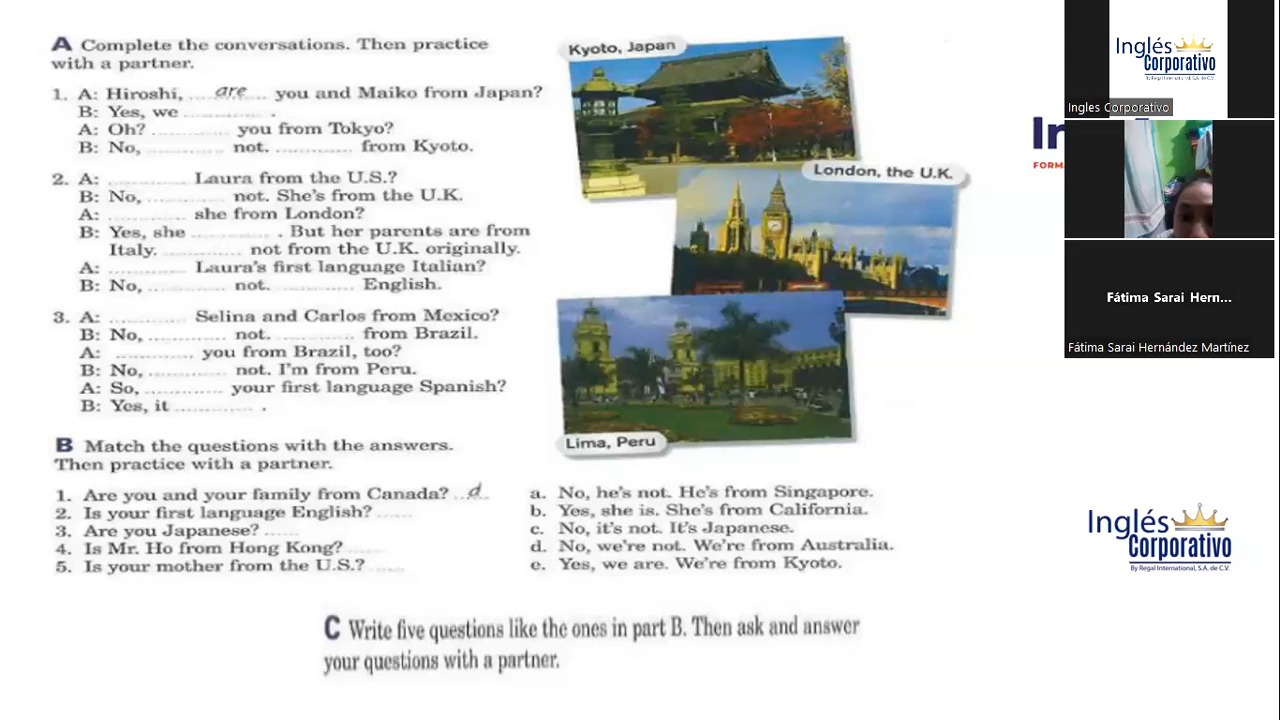 A Complete the conversations. Then practice
with a partner.
1. A: Hiroshi, are you and Maiko from Japan?
B: Yes, we ............ .
A: Oh? ............ you from Tokyo?
B: No, ............ not. ............ from Kyoto.
2. A: ............ Laura from the U.S.?
B: No, ............ not. She's from the U.K.
A: ............ she from London?
B: Yes, she ............ . But her parents are from
Italy. ............ not from the U.K. originally.
A: ............ Laura's first language Italian?
B: No, ............ not. ............ English.
3. A: ............ Selina and Carlos from Mexico?
B: No, ............ not. ............ from Brazil.
A: ............ you from Brazil, too?
B: No, ............ not. I'm from Peru.
A: So, ............ your first language Spanish?
B: Yes, it ............ .
Kyoto, Japan
London, the U.K.
Lima, Peru
B Match the questions with the answers.
Then practice with a partner.
1. Are you and your family from Canada? d
2. Is your first language English? ......
3. Are you Japanese? ......
4. Is Mr. Ho from Hong Kong? ......
5. Is your mother from the U.S.? ......
a. No, he's not. He's from Singapore.
b. Yes, she is. She's from California.
c. No, it's not. It's Japanese.
d. No, we're not. We're from Australia.
e. Yes, we are. We're from Kyoto.
C Write five questions like the ones in part B. Then ask and answer
your questions with a partner.
Inglés
Corporativo
By Regal International, S.A. de C.V.
Ingles Corporativo
In
FORM
Fátima Sarai Hern...
Fátima Sarai Hernández Martínez
Inglés
Corporativo
By Regal International, S.A. de C.V.